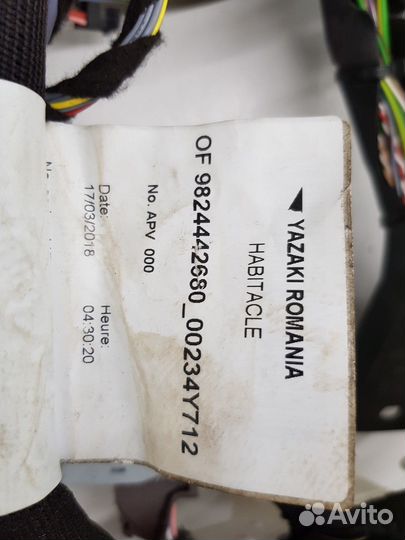 YAZAKI ROMANIA
HABITACLE
OF 9824442680_00234Y712
No. APV 000
Date: Heure:
17/03/2018 04:30:20
Avito